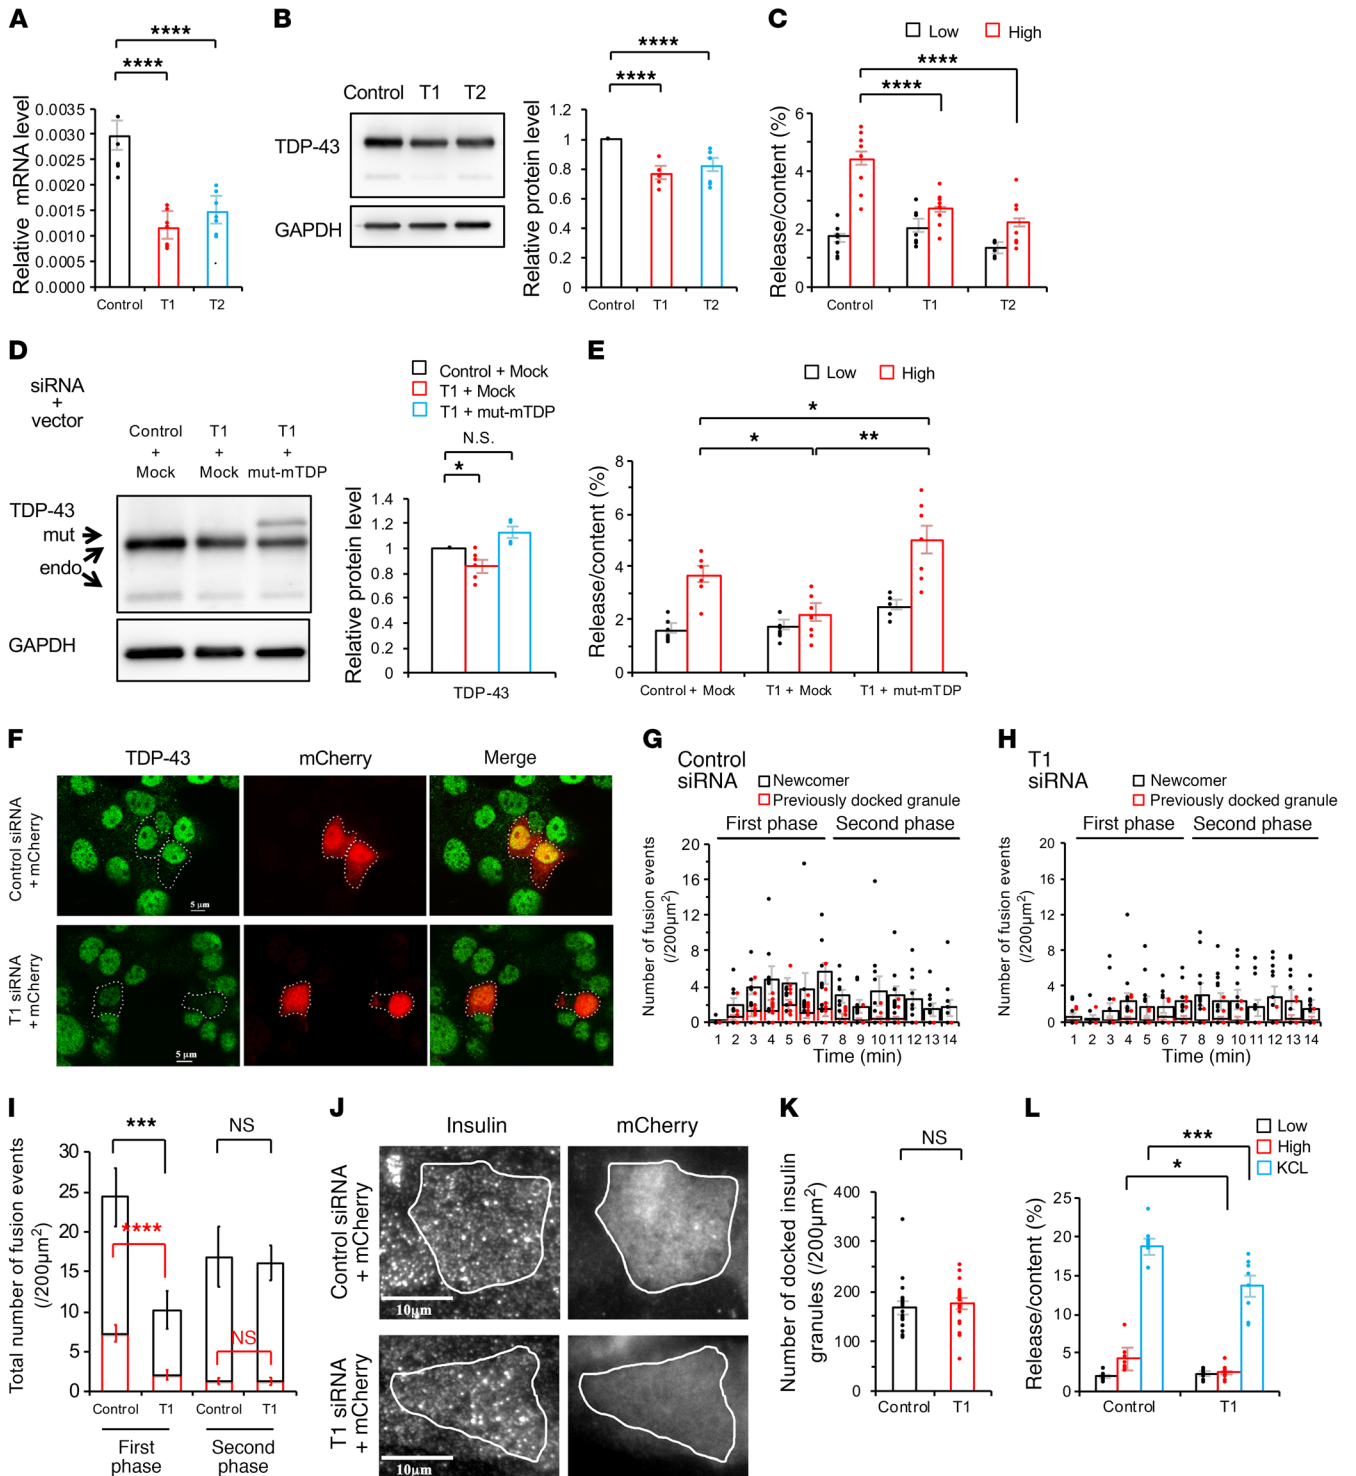 A
****
****
Relative mRNA level
0.0035
0.0030
0.0025
0.0020
0.0015
0.0010
0.0005
0.0000
Control T1 T2
B
Control T1 T2
TDP-43
GAPDH
****
****
Relative protein level
1.2
1
0.8
0.6
0.4
0.2
0
Control T1 T2
C
Low High
****
****
Release/content (%)
6
4
2
0
Control T1 T2
D
siRNA
+
vector
Control T1 T1
+ + +
Mock Mock mut-mTDP
TDP-43
mut
endo
GAPDH
Control + Mock
T1 + Mock
T1 + mut-mTDP
N.S.
*
Relative protein level
1.4
1.2
1
0.8
0.6
0.4
0.2
0
TDP-43
E
Low High
*
* **
Release/content (%)
8
6
4
2
0
Control + Mock T1 + Mock T1 + mut-mTDP
F
TDP-43 mCherry Merge
Control siRNA
+ mCherry
5 μm
T1 siRNA
+ mCherry
5 μm
G
Control
siRNA
Newcomer
Previously docked granule
First phase Second phase
Number of fusion events
(/200μm²)
20
16
12
8
4
0
1 2 3 4 5 6 7 8 9 10 11 12 13 14
Time (min)
H
T1
siRNA
Newcomer
Previously docked granule
First phase Second phase
Number of fusion events
(/200μm²)
20
16
12
8
4
0
1 2 3 4 5 6 7 8 9 10 11 12 13 14
Time (min)
I
*** NS
Total number of fusion events
(/200μm²)
30
25
20
15
10
5
0
****
NS
Control T1 Control T1
First
phase
Second
phase
J
Insulin mCherry
Control siRNA
+ mCherry
10μm
T1 siRNA
+ mCherry
10μm
K
NS
Number of docked insulin
granules (/200μm²)
400
300
200
100
0
Control T1
L
Low
High
KCL
***
*
Release/content (%)
25
20
15
10
5
0
Control T1